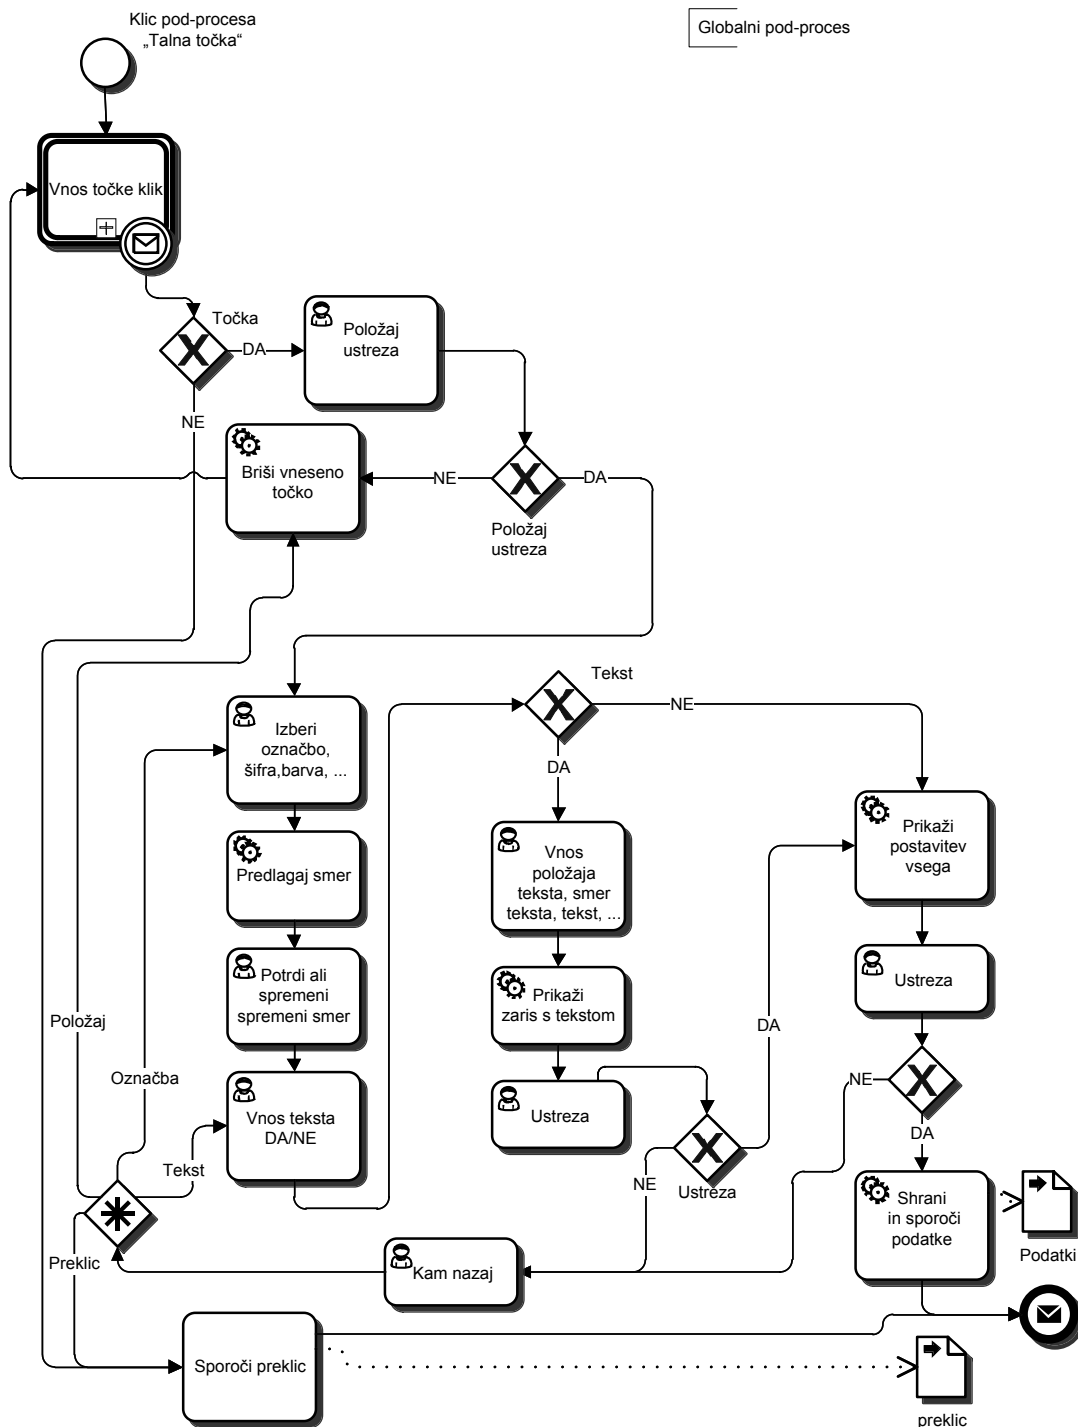 Klic pod-procesa
„Talna točka“
Globalni pod-proces
Vnos točke klik
Točka
DA
NE
Položaj
ustreza
Briši vneseno
točko
NE
DA
Položaj
ustreza
Tekst
NE
DA
Izberi
označbo,
šifra,barva, ...
Predlagaj smer
Potrdi ali
spremeni
spremeni smer
Vnos teksta
DA/NE
Vnos
položaja
teksta, smer
teksta, tekst, ...
Prikaži
zaris s tekstom
Ustreza
Ustreza
NE
DA
Prikaži
postavitev
vsega
Ustreza
NE
DA
Shrani
in sporoči
podatke
Podatki
Položaj
Označba
Tekst
Preklic
Kam nazaj
Sporoči preklic
preklic